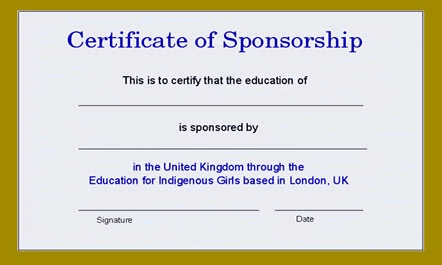 Certificate of Sponsorship
This is to certify that the education of
is sponsored by
in the United Kingdom through the
Education for Indigenous Girls based in London, UK
Signature Date